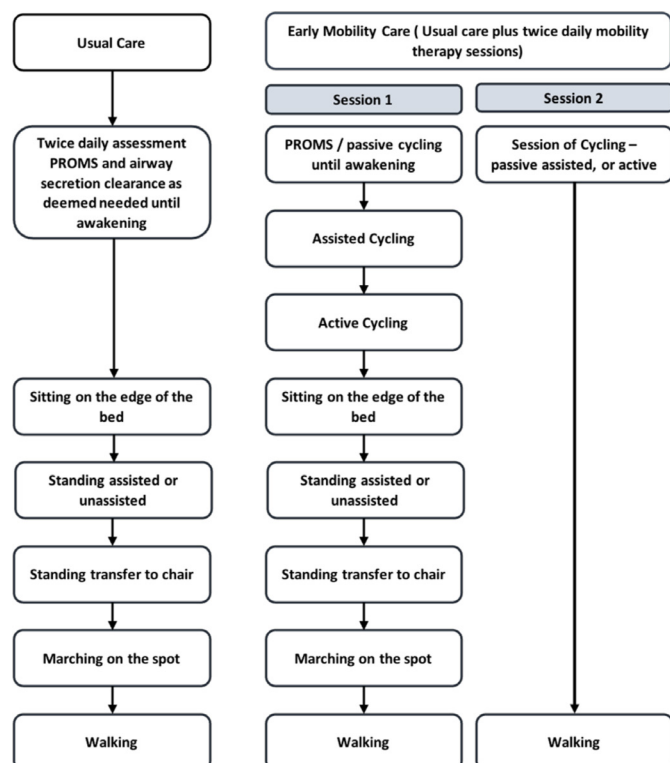 Usual Care
Twice daily assessment
PROMS and airway
secretion clearance as
deemed needed until
awakening
Sitting on the edge of the
bed
Standing assisted or
unassisted
Standing transfer to chair
Marching on the spot
Walking
Early Mobility Care ( Usual care plus twice daily mobility
therapy sessions)
Session 1
PROMS / passive cycling
until awakening
Assisted Cycling
Active Cycling
Sitting on the edge of the
bed
Standing assisted or
unassisted
Standing transfer to chair
Marching on the spot
Walking
Session 2
Session of Cycling –
passive assisted, or active
Walking